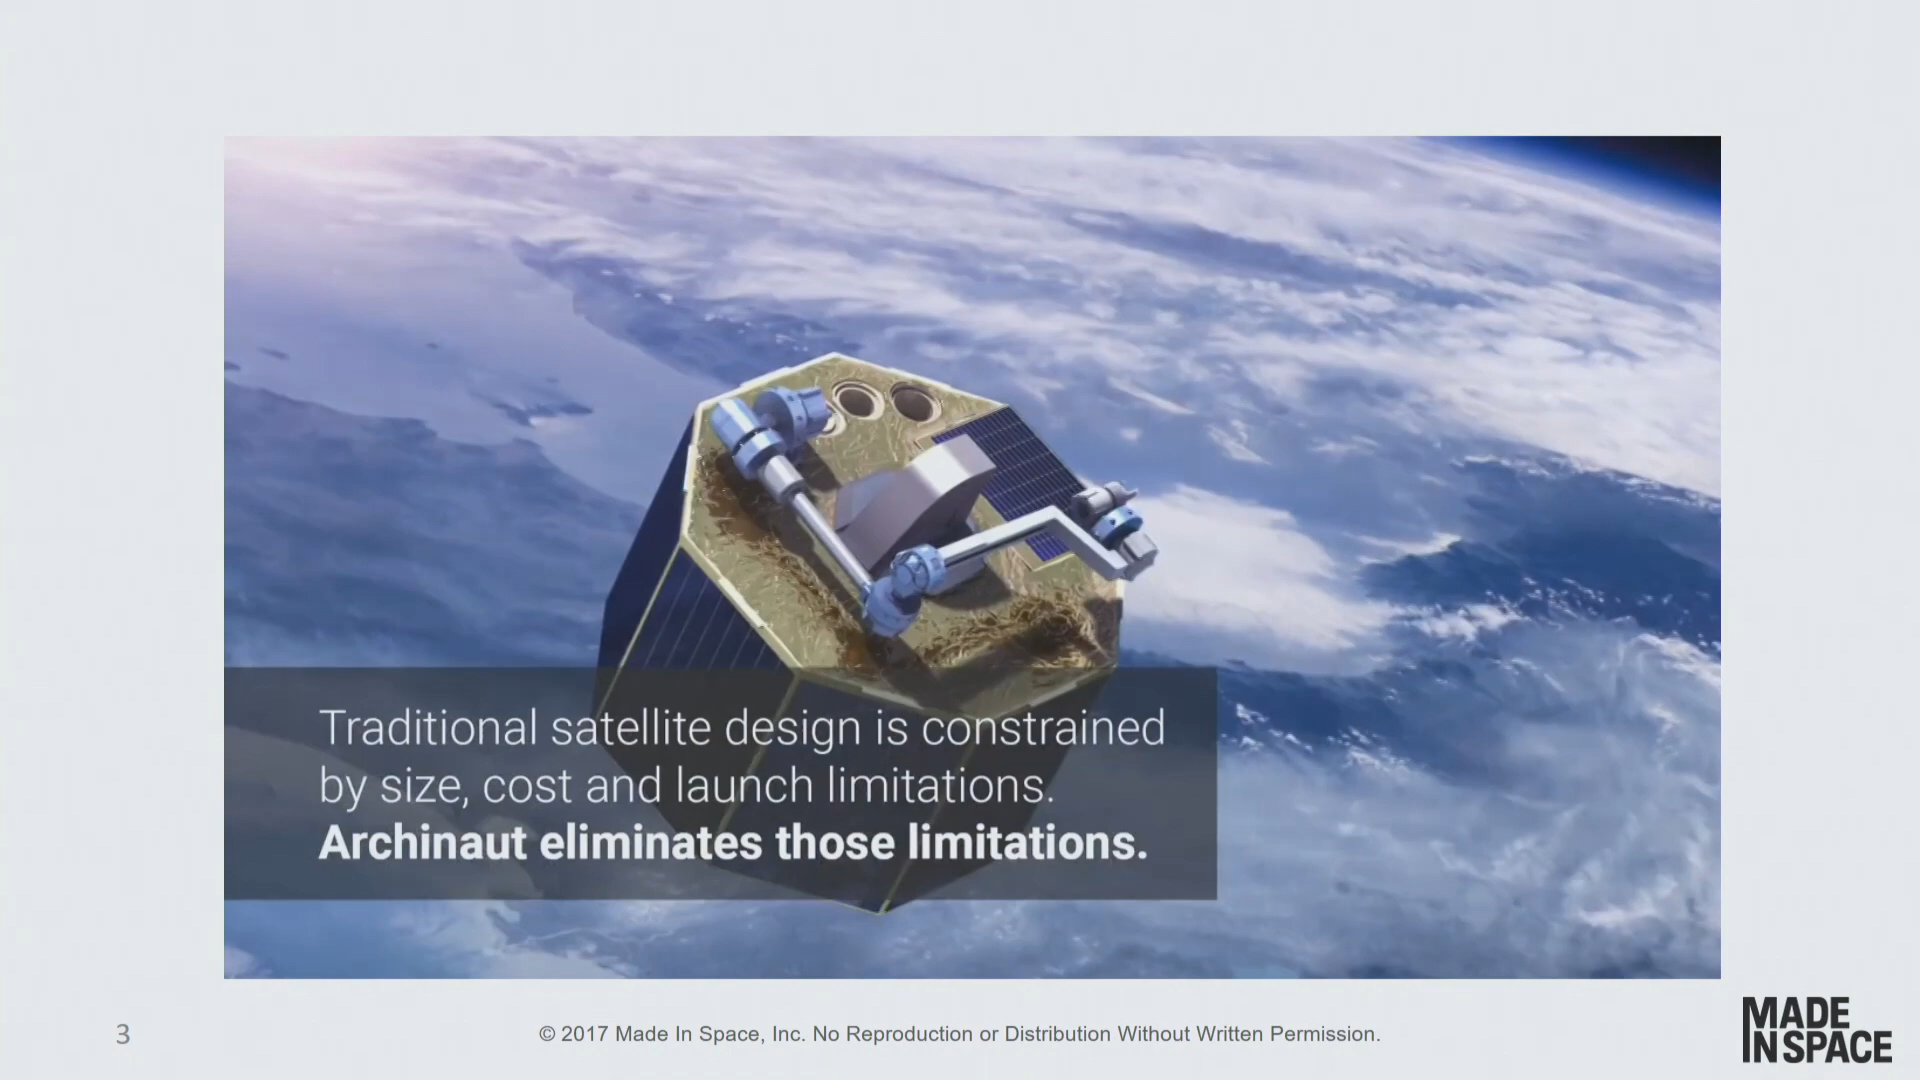 Traditional satellite design is constrained
by size, cost and launch limitations.
Archinaut eliminates those limitations.
3
© 2017 Made In Space, Inc. No Reproduction or Distribution Without Written Permission.
MADE
IN SPACE